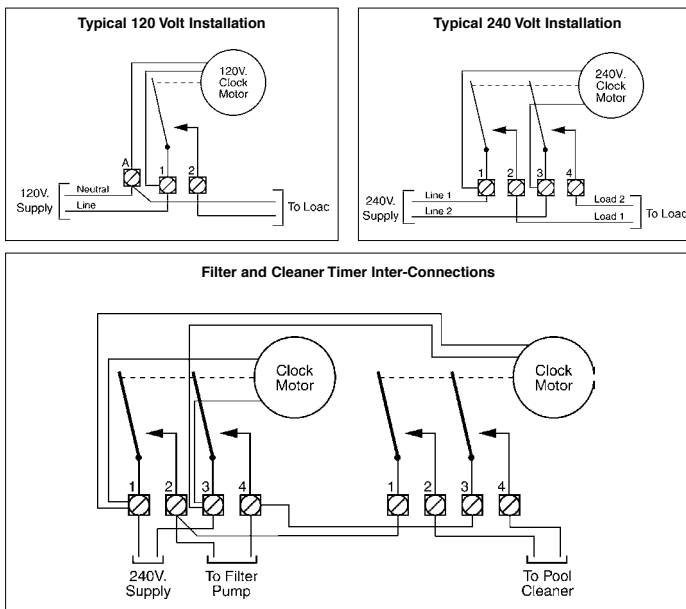 Typical 120 Volt Installation
120V.
Clock
Motor
A
1
2
120V.
Supply
Neutral
Line
To Load
Typical 240 Volt Installation
240V.
Clock
Motor
1
2
3
4
240V.
Supply
Line 1
Line 2
Load 2
Load 1
To Load
Filter and Cleaner Timer Inter-Connections
Clock
Motor
Clock
Motor
1
2
3
4
1
2
3
4
240V.
Supply
To Filter
Pump
To Pool
Cleaner